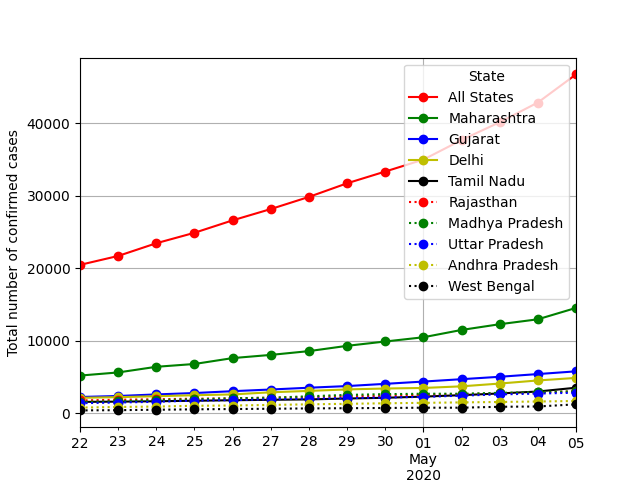 Total number of confirmed cases
40000
30000
20000
10000
0
State
All States
Maharashtra
Gujarat
Delhi
Tamil Nadu
Rajasthan
Madhya Pradesh
Uttar Pradesh
Andhra Pradesh
West Bengal
22 23 24 25 26 27 28 29 30 01 02 03 04 05
May
2020